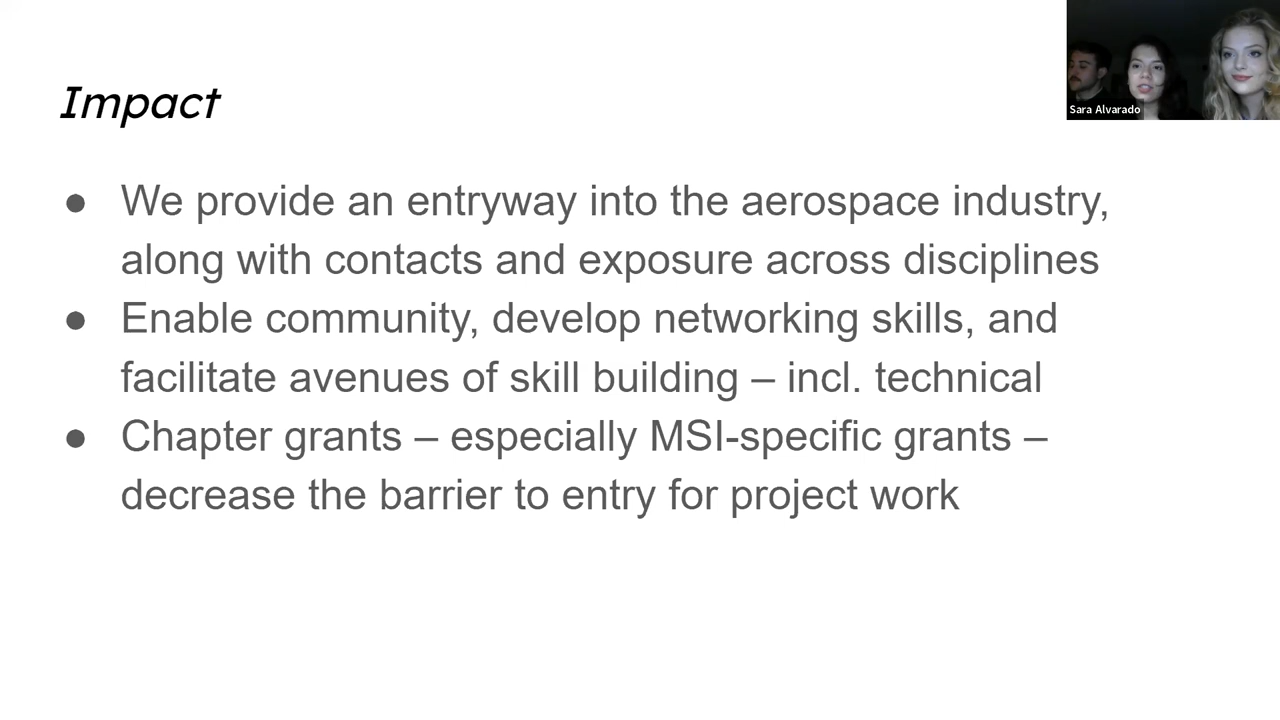 Impact
Sara Alvarado
● We provide an entryway into the aerospace industry,
along with contacts and exposure across disciplines
● Enable community, develop networking skills, and
facilitate avenues of skill building – incl. technical
● Chapter grants – especially MSI-specific grants –
decrease the barrier to entry for project work